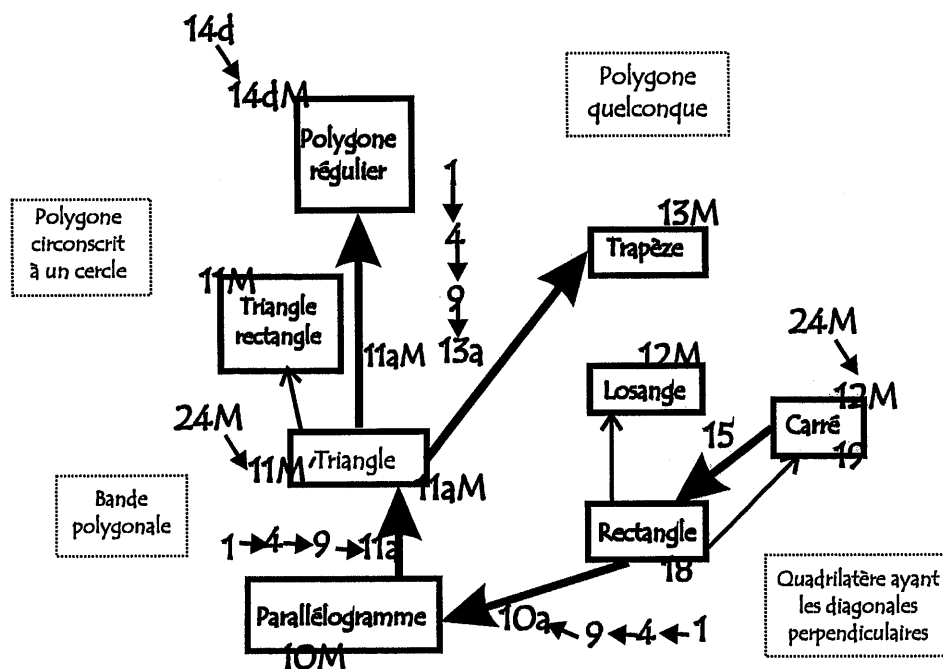 14d
14dM
Polygone
régulier
Polygone
quelconque
1
4
9
13a
Polygone
circonscrit
à un cercle
13M
Trapèze
11M
Triangle
rectangle
11aM
24M
12M
Losange
12M
Carré
19
15
24M
11M
Triangle
11aM
Bande
polygonale
1 4 9 11a
Rectangle
18
Parallélogramme
10M
10a 9 4 1
Quadrilatère ayant
les diagonales
perpendiculaires